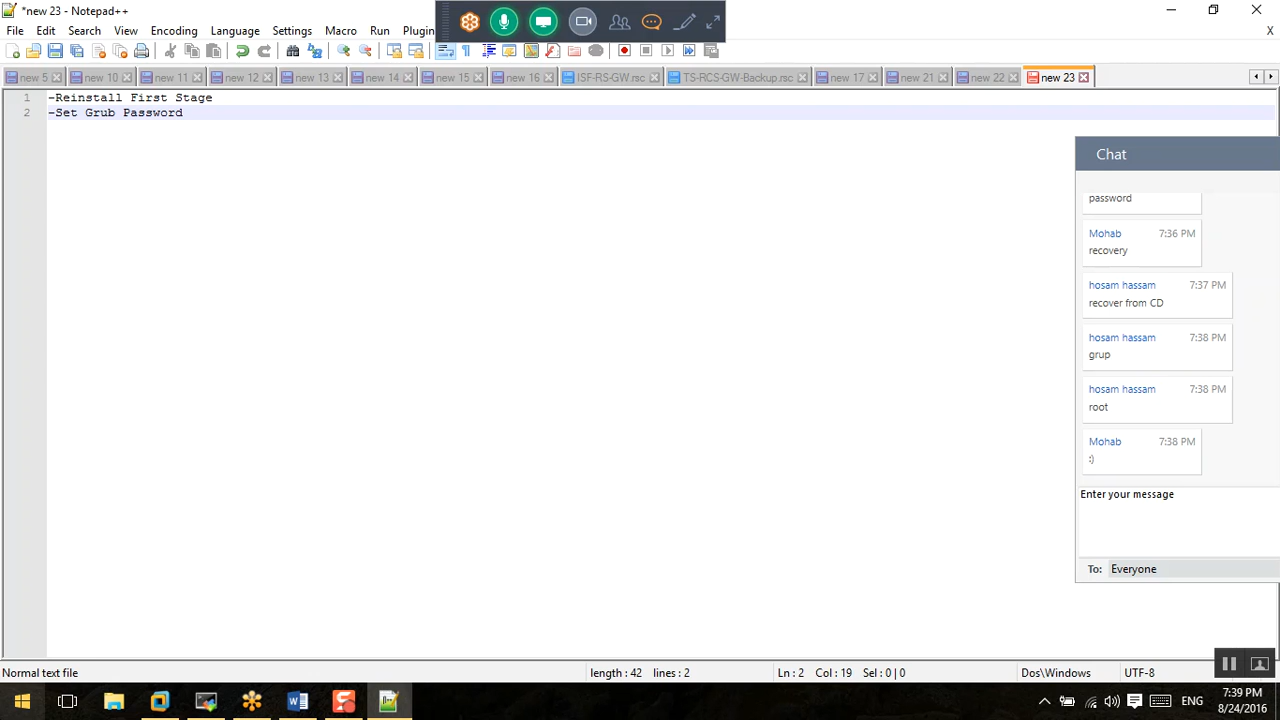 *new 23 - Notepad++
File Edit Search View Encoding Language Settings Macro Run Plugin
X
new 5 new 10 new 11 new 12 new 13 new 14 new 15 new 16 ISF-RS-GW.rsc TS-RCS-GW-Backup.rsc new 17 new 21 new 22 new 23
1 -Reinstall First Stage
2 -Set Grub Password
Chat
password
Mohab 7:36 PM
recovery
hosam hassam 7:37 PM
recover from CD
hosam hassam 7:38 PM
grup
hosam hassam 7:38 PM
root
Mohab 7:38 PM
:)
Enter your message
To: Everyone
Normal text file length : 42 lines : 2 Ln : 2 Col : 19 Sel : 0 | 0 Dos\Windows UTF-8
ENG 7:39 PM
8/24/2016